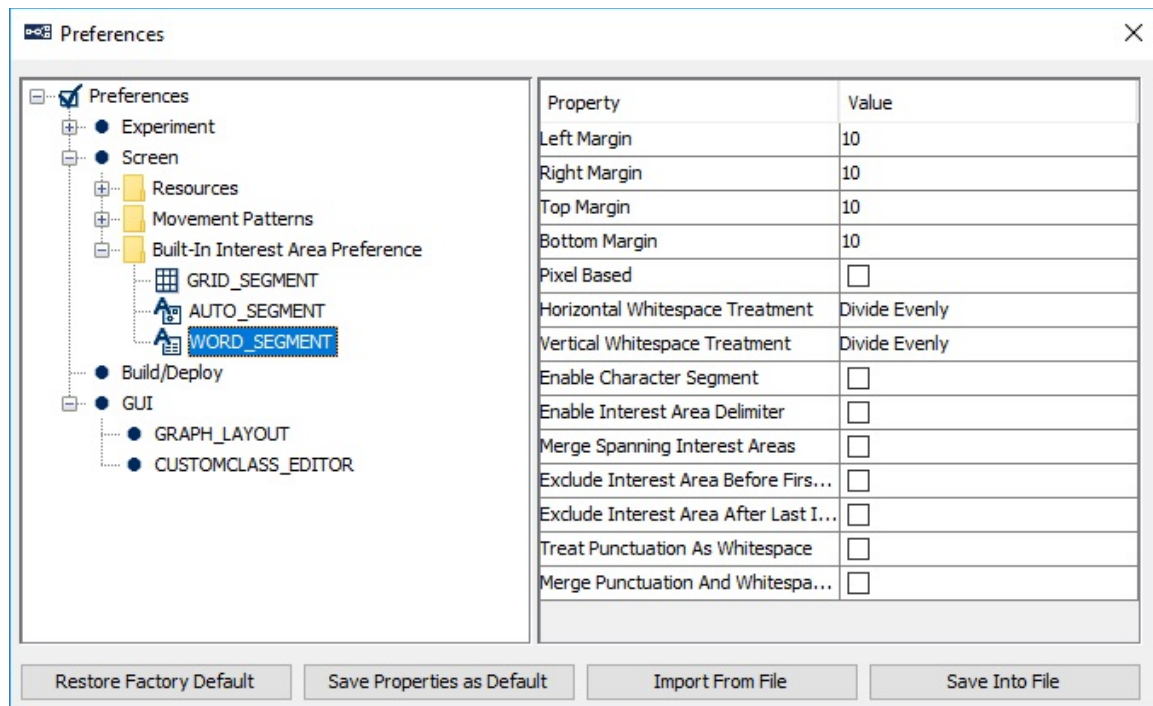 Preferences
Preferences
Experiment
Screen
Resources
Movement Patterns
Built-In Interest Area Preference
GRID_SEGMENT
AUTO_SEGMENT
WORD_SEGMENT
Build/Deploy
GUI
GRAPH_LAYOUT
CUSTOMCLASS_EDITOR
Property Value
Left Margin 10
Right Margin 10
Top Margin 10
Bottom Margin 10
Pixel Based
Horizontal Whitespace Treatment Divide Evenly
Vertical Whitespace Treatment Divide Evenly
Enable Character Segment
Enable Interest Area Delimiter
Merge Spanning Interest Areas
Exclude Interest Area Before Firs...
Exclude Interest Area After Last I...
Treat Punctuation As Whitespace
Merge Punctuation And Whitespa...
Restore Factory Default Save Properties as Default Import From File Save Into File